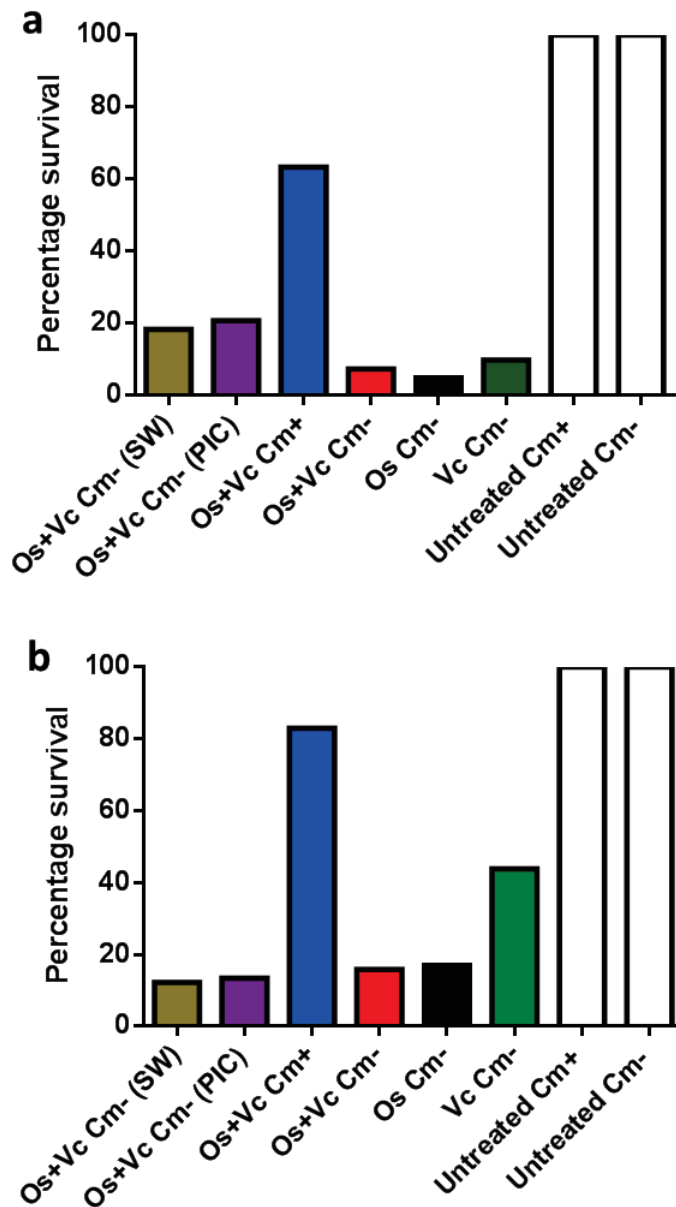 a
Percentage survival
100
80
60
40
20
0
Os+Vc Cm- (SW)
Os+Vc Cm- (PIC)
Os+Vc Cm+
Os+Vc Cm-
Os Cm-
Vc Cm-
Untreated Cm+
Untreated Cm-
b
Percentage survival
100
80
60
40
20
0
Os+Vc Cm- (SW)
Os+Vc Cm- (PIC)
Os+Vc Cm+
Os+Vc Cm-
Os Cm-
Vc Cm-
Untreated Cm+
Untreated Cm-